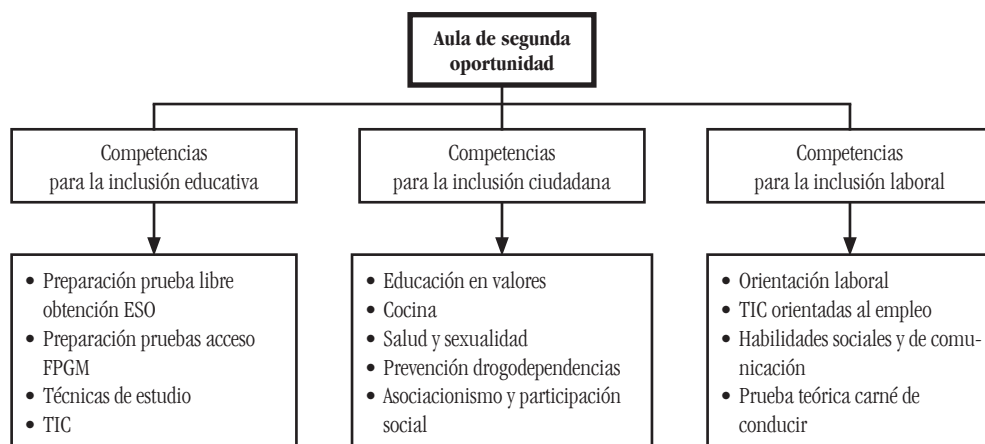 Aula de segunda
oportunidad
Competencias
para la inclusión educativa
Competencias
para la inclusión ciudadana
Competencias
para la inclusión laboral
• Preparación prueba libre
obtención ESO
• Preparación pruebas acceso
FPGM
• Técnicas de estudio
• TIC
• Educación en valores
• Cocina
• Salud y sexualidad
• Prevención drogodependencias
• Asociacionismo y participación
social
• Orientación laboral
• TIC orientadas al empleo
• Habilidades sociales y de comu-
nicación
• Prueba teórica carné de
conducir